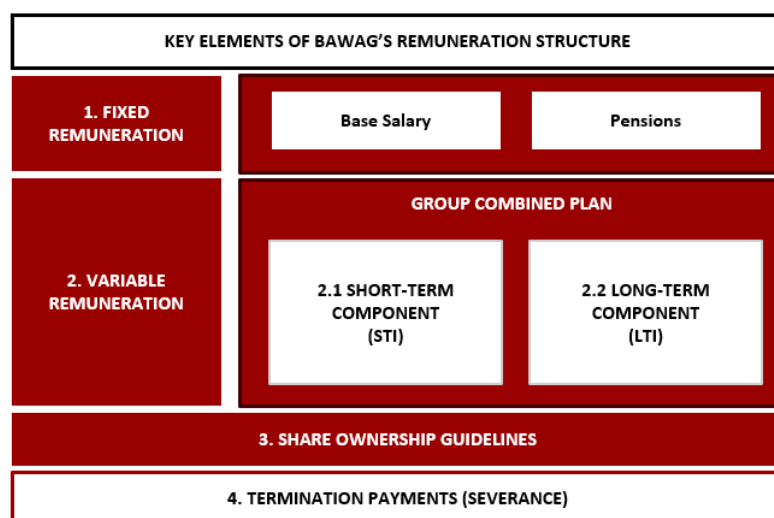 KEY ELEMENTS OF BAWAG'S REMUNERATION STRUCTURE
1. FIXED
REMUNERATION
Base Salary
Pensions
2. VARIABLE
REMUNERATION
GROUP COMBINED PLAN
2.1 SHORT-TERM
COMPONENT
(STI)
2.2 LONG-TERM
COMPONENT
(LTI)
3. SHARE OWNERSHIP GUIDELINES
4. TERMINATION PAYMENTS (SEVERANCE)